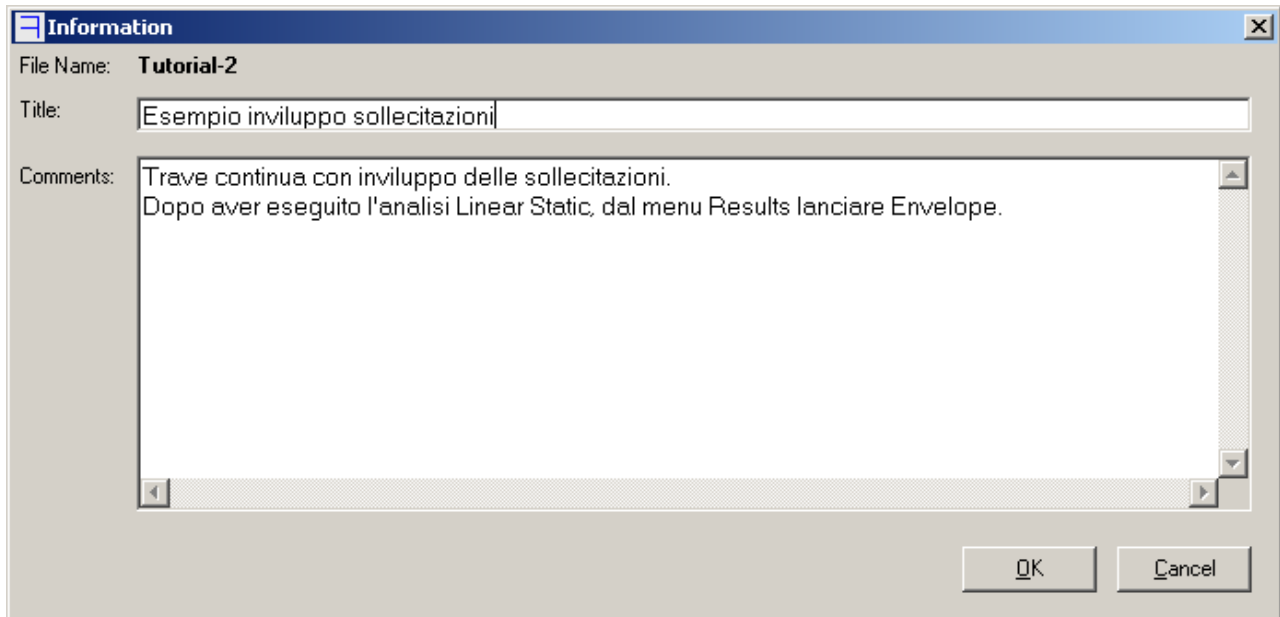 Information
File Name: Tutorial-2
Title: Esempio inviluppo sollecitazioni
Comments: Trave continua con inviluppo delle sollecitazioni.
Dopo aver eseguito l'analisi Linear Static, dal menu Results lanciare Envelope.
OK Cancel